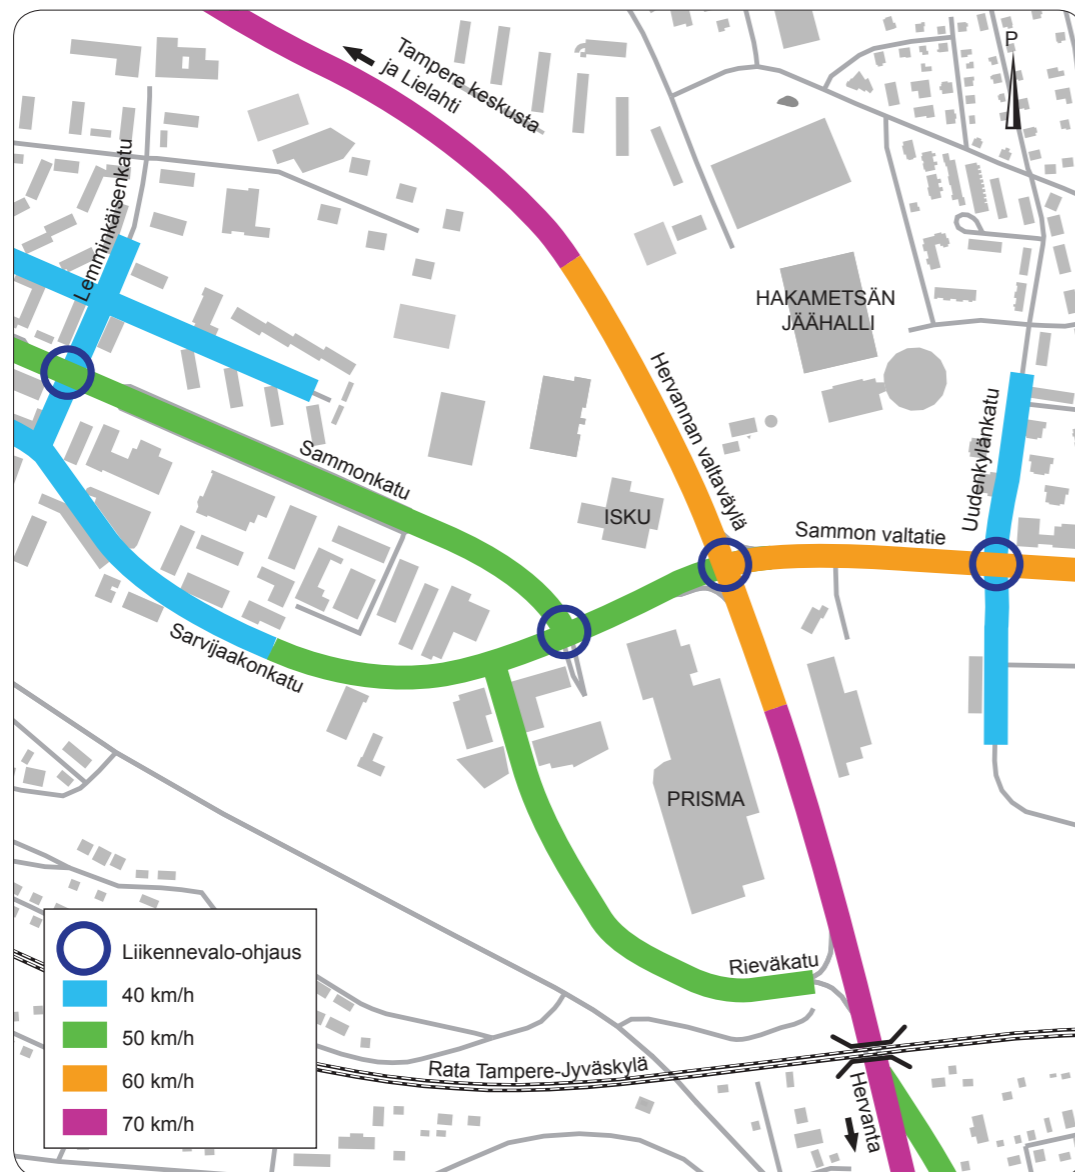 Tampere keskusta
ja Lielahti
P
Lemminkäisenkatu
HAKAMETSÄN
JÄÄHALLI
Hervannan valtaväylä
Uudenkylänkatu
Sammonkatu
ISKU
Sammon valtatie
Sarvijaakonkatu
PRISMA
Rieväkatu
Rata Tampere-Jyväskylä
Hervanta
Liikennevalo-ohjaus
40 km/h
50 km/h
60 km/h
70 km/h